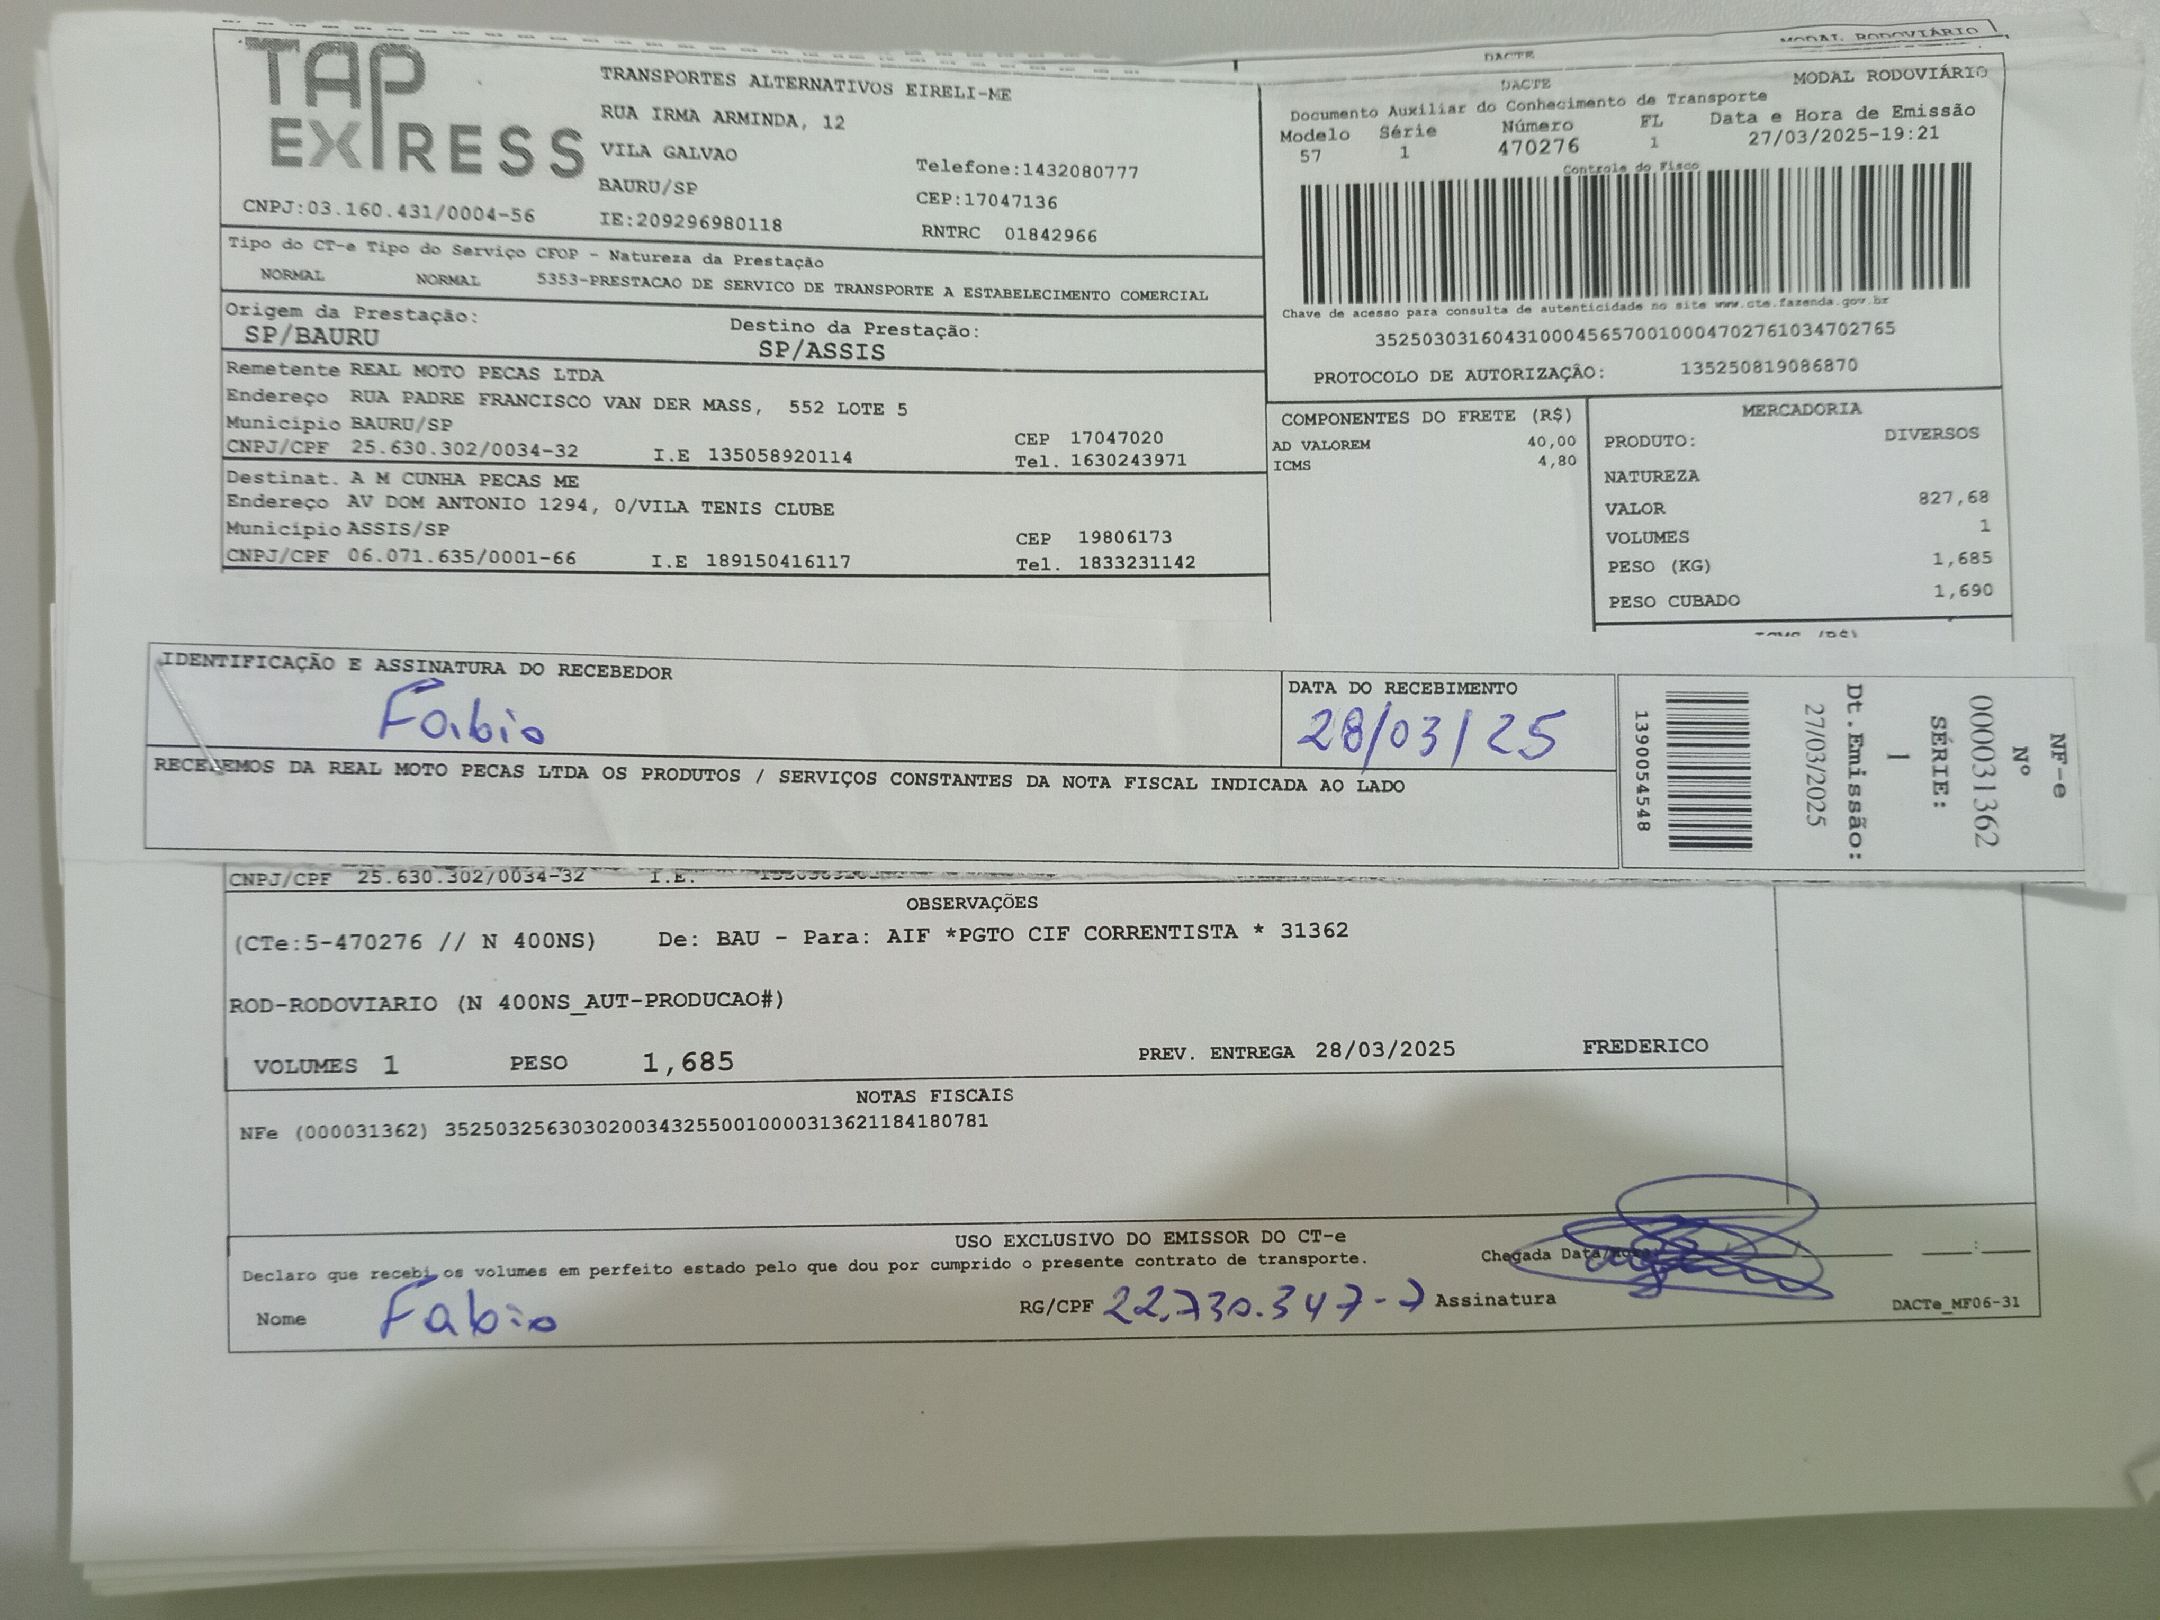 MODAL RODOVIÁRIO
DACTE
TAP EXPRESS
TRANSPORTES ALTERNATIVOS EIRELI-ME
RUA IRMA ARMINDA, 12
VILA GALVAO
Telefone:1432080777
BAURU/SP
CEP:17047136
CNPJ:03.160.431/0004-56
IE:209296980118
RNTRC 01842966
DACTE
MODAL RODOVIÁRIO
Documento Auxiliar do Conhecimento de Transporte
Modelo Série Número FL Data e Hora de Emissão
57 1 470276 1 27/03/2025-19:21
Controle do Fisco
Chave de acesso para consulta de autenticidade no site www.cte.fazenda.gov.br
35250303160431000456570010004702761034702765
PROTOCOLO DE AUTORIZAÇÃO: 135250819086870
Tipo do CT-e Tipo do Serviço CFOP - Natureza da Prestação
NORMAL NORMAL 5353-PRESTACAO DE SERVICO DE TRANSPORTE A ESTABELECIMENTO COMERCIAL
Origem da Prestação: Destino da Prestação:
SP/BAURU SP/ASSIS
Remetente REAL MOTO PECAS LTDA
Endereço RUA PADRE FRANCISCO VAN DER MASS, 552 LOTE 5
Município BAURU/SP CEP 17047020
CNPJ/CPF 25.630.302/0034-32 I.E 135058920114 Tel. 1630243971
Destinat. A M CUNHA PECAS ME
Endereço AV DOM ANTONIO 1294, 0/VILA TENIS CLUBE
Município ASSIS/SP CEP 19806173
CNPJ/CPF 06.071.635/0001-66 I.E 189150416117 Tel. 1833231142
COMPONENTES DO FRETE (R$)
AD VALOREM 40,00
ICMS 4,80
MERCADORIA
PRODUTO: DIVERSOS
NATUREZA
VALOR 827,68
VOLUMES 1
PESO (KG) 1,685
PESO CUBADO 1,690
IDENTIFICAÇÃO E ASSINATURA DO RECEBEDOR
Fabio
DATA DO RECEBIMENTO
28/03/25
RECEBEMOS DA REAL MOTO PECAS LTDA OS PRODUTOS / SERVIÇOS CONSTANTES DA NOTA FISCAL INDICADA AO LADO
NF-e
Nº
000031362
SÉRIE:
1
Dt.Emissão:
27/03/2025
1390054548
CNPJ/CPF 25.630.302/0034-32 I.E.
OBSERVAÇÕES
(CTe:5-470276 // N 400NS) De: BAU - Para: AIF *PGTO CIF CORRENTISTA * 31362
ROD-RODOVIARIO (N 400NS_AUT-PRODUCAO#)
VOLUMES 1 PESO 1,685 PREV. ENTREGA 28/03/2025 FREDERICO
NOTAS FISCAIS
NFe (000031362) 35250325630302003432550010000313621184180781
USO EXCLUSIVO DO EMISSOR DO CT-e
Declaro que recebi os volumes em perfeito estado pelo que dou por cumprido o presente contrato de transporte.
Chegada Data/
Nome Fabio RG/CPF 22.730.347-7 Assinatura
DACTe_MF06-31